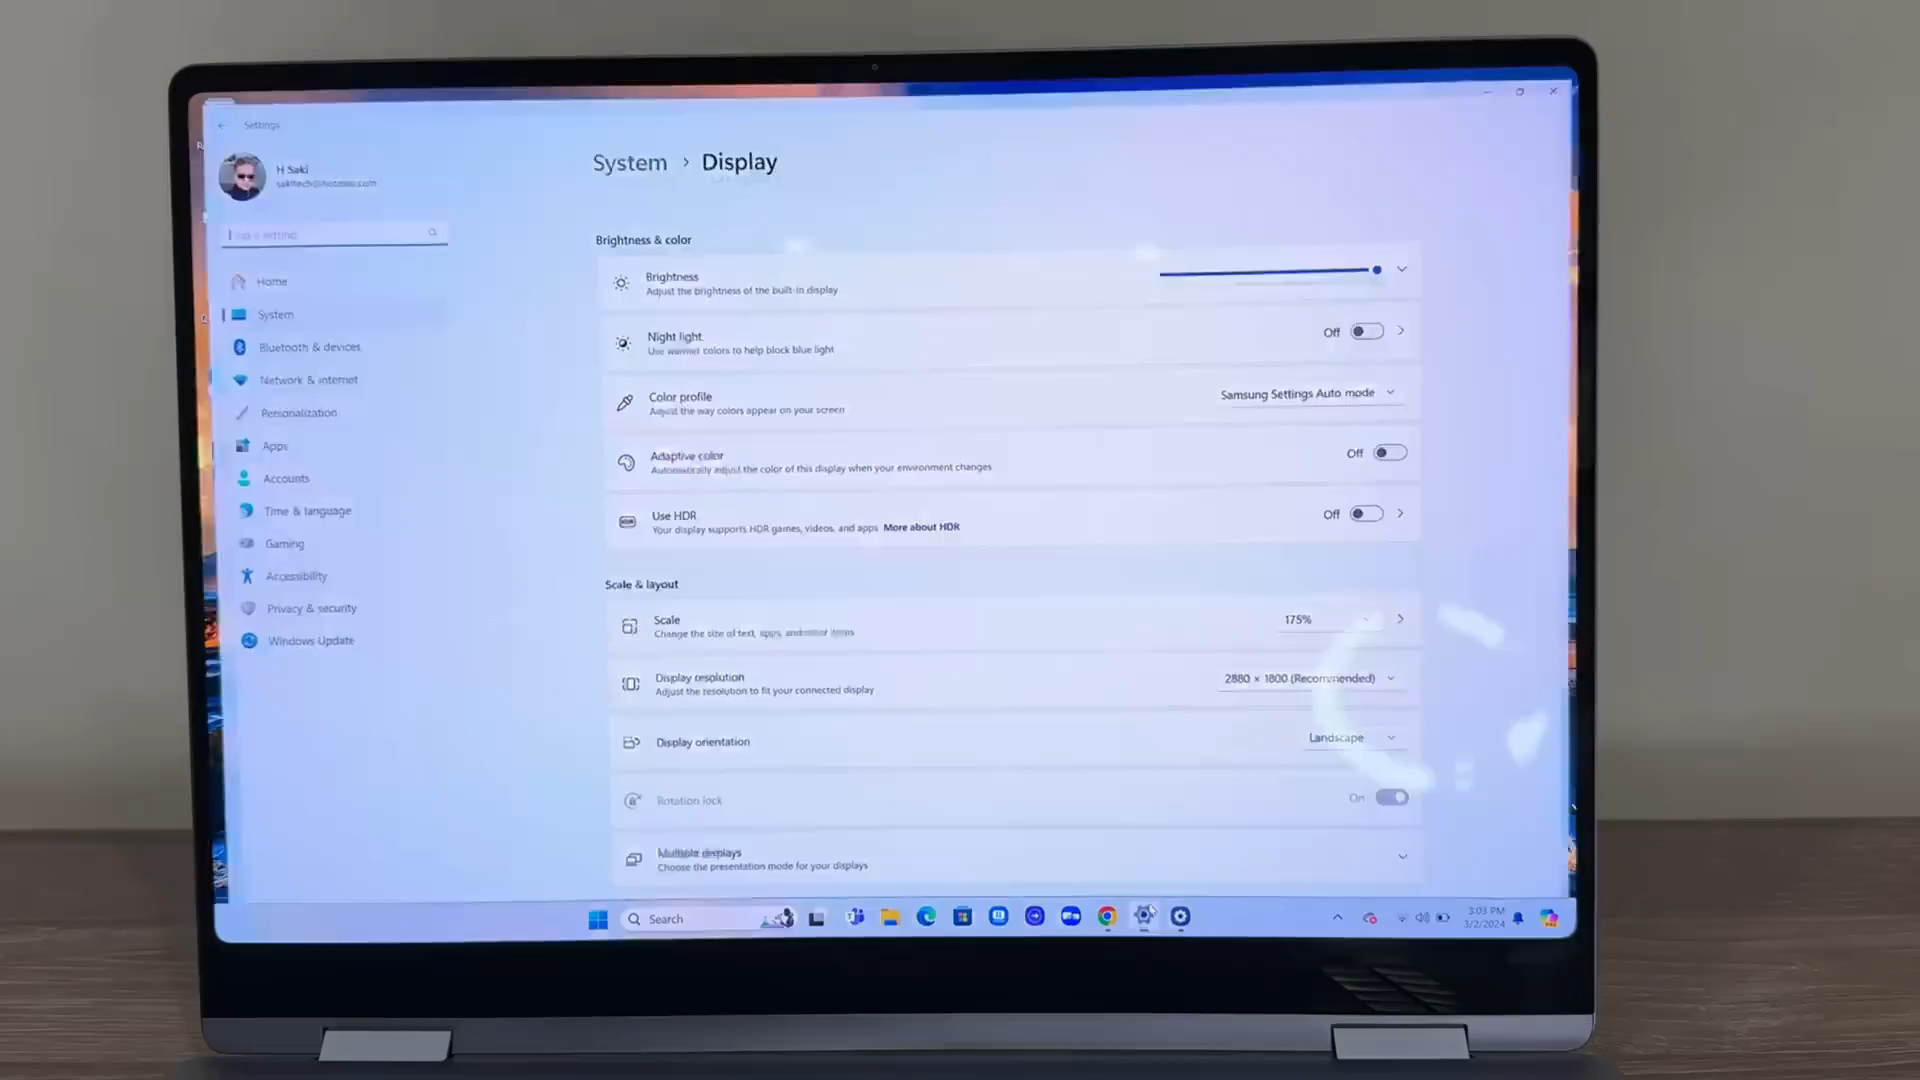 Settings
H Saki
System > Display
Brightness & color
Brightness
Adjust the brightness of the built-in display
Night light
Use warmer colors to help block blue light
Off
Color profile
Adjust the way colors appear on your screen
Samsung Settings Auto mode
Adaptive color
Automatically adjust the color of this display when your environment changes
Off
Use HDR
Your display supports HDR games, videos, and apps More about HDR
Off
Scale & layout
Scale
Change the size of text, apps, and other items
175%
Display resolution
Adjust the resolution to fit your connected display
2880 × 1800 (Recommended)
Display orientation
Landscape
Rotation lock
On
Multiple displays
Choose the presentation mode for your displays
Home
System
Bluetooth & devices
Network & internet
Personalization
Apps
Accounts
Time & language
Gaming
Accessibility
Privacy & security
Windows Update
Search
3:03 PM
3/2/2024